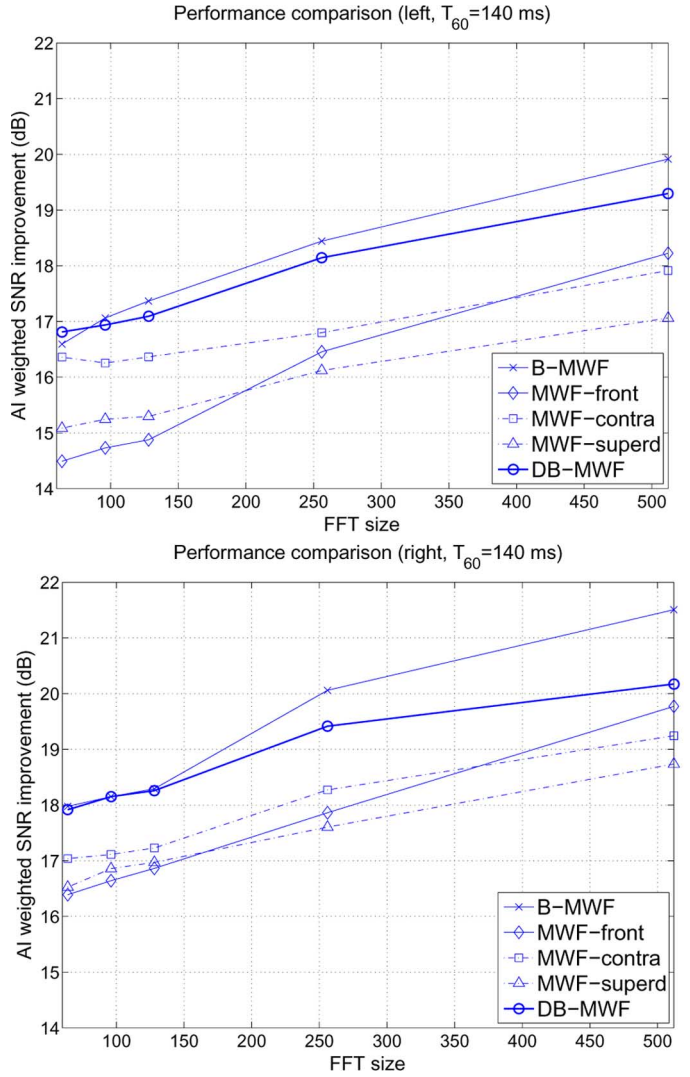 Performance comparison (left, T60=140 ms)
22
21
20
19
18
17
16
15
14
AI weighted SNR improvement (dB)
B−MWF
MWF−front
MWF−contra
MWF−superd
DB−MWF
100 150 200 250 300 350 400 450 500
FFT size
Performance comparison (right, T60=140 ms)
22
21
20
19
18
17
16
15
14
AI weighted SNR improvement (dB)
B−MWF
MWF−front
MWF−contra
MWF−superd
DB−MWF
100 150 200 250 300 350 400 450 500
FFT size